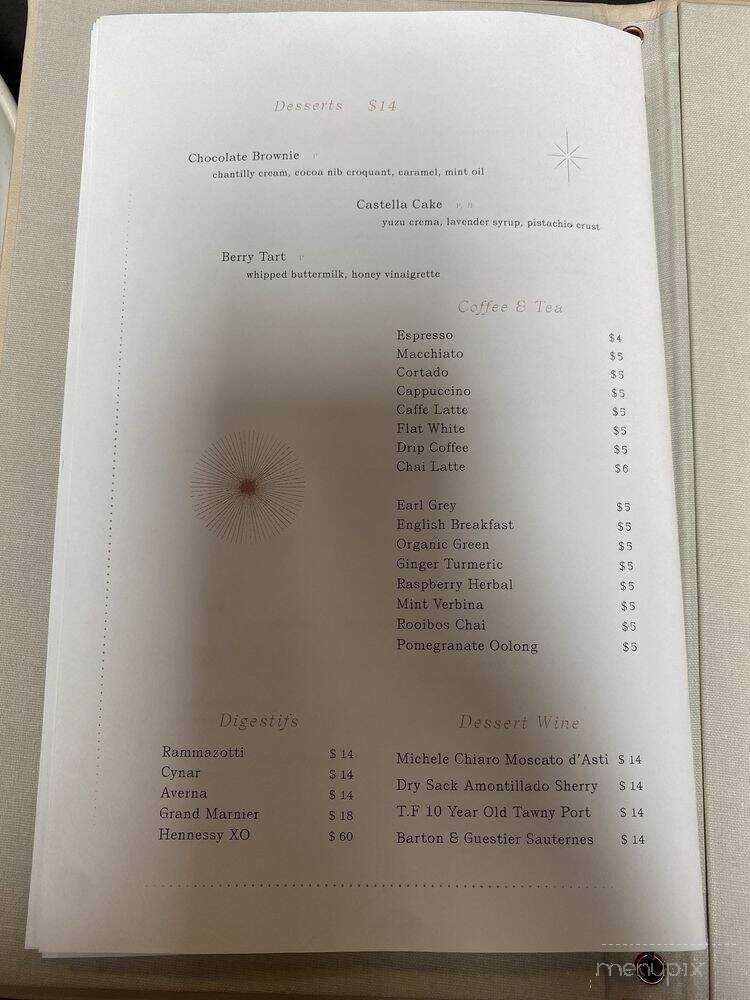 Desserts $14
Chocolate Brownie v
chantilly cream, cocoa nib croquant, caramel, mint oil
Castella Cake v, n
yuzu crema, lavender syrup, pistachio crust
Berry Tart v
whipped buttermilk, honey vinaigrette
Coffee & Tea
Espresso $4
Macchiato $5
Cortado $5
Cappuccino $5
Caffe Latte $5
Flat White $5
Drip Coffee $5
Chai Latte $6
Earl Grey $5
English Breakfast $5
Organic Green $5
Ginger Turmeric $5
Raspberry Herbal $5
Mint Verbina $5
Rooibos Chai $5
Pomegranate Oolong $5
Digestifs
Rammazotti $ 14
Cynar $ 14
Averna $ 14
Grand Marnier $ 18
Hennessy XO $ 60
Dessert Wine
Michele Chiaro Moscato d'Asti $ 14
Dry Sack Amontillado Sherry $ 14
T.F 10 Year Old Tawny Port $ 14
Barton & Guestier Sauternes $ 14
menupix